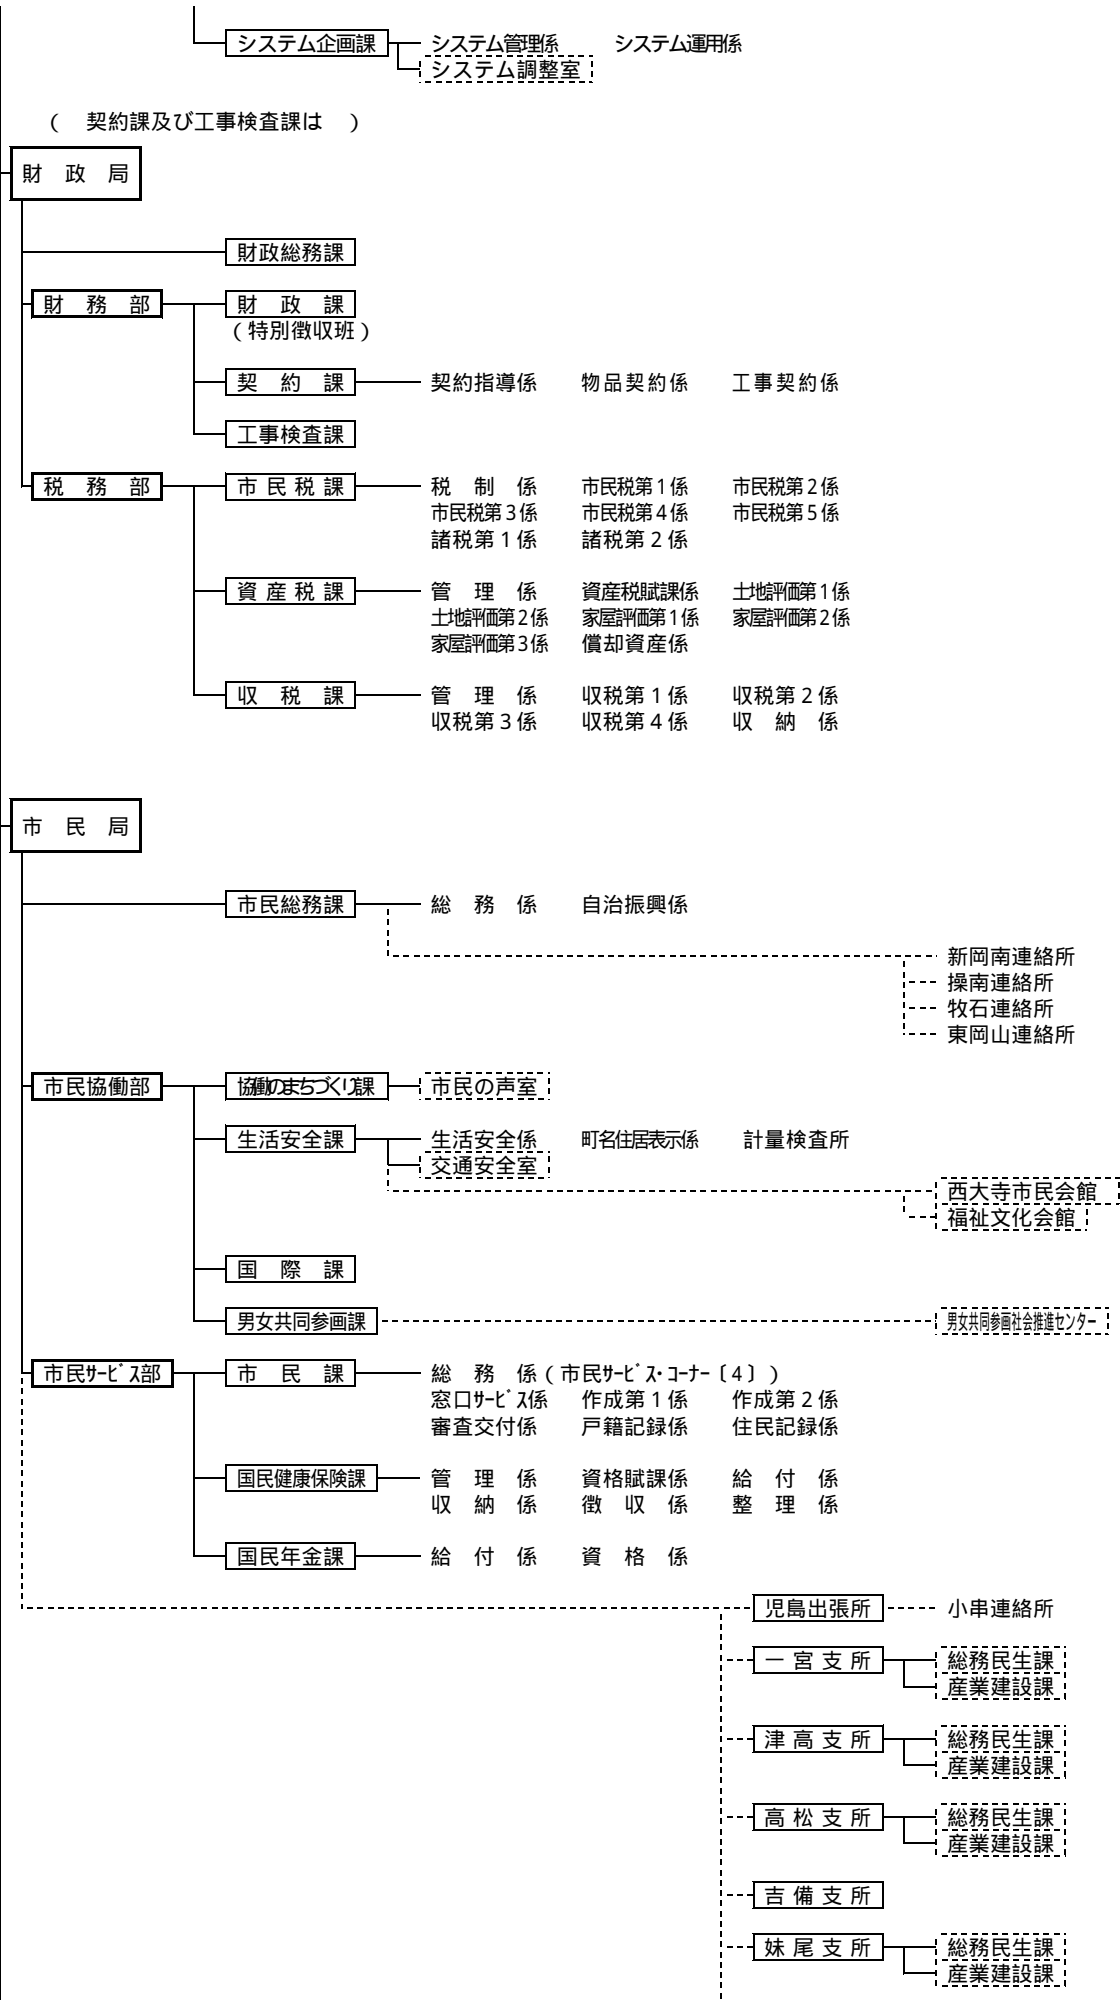 システム企画課　システム管理係　システム運用係
システム調整室
（　契約課及び工事検査課は　）
財　政　局
財政総務課
財　務　部　財　政　課
（特別徴収班）
契　約　課　契約指導係　物品契約係　工事契約係
工事検査課
税　務　部　市民税課　税　制　係　市民税第1係　市民税第2係
市民税第3係　市民税第4係　市民税第5係
諸税第1係　諸税第2係
資産税課　管　理　係　資産税賦課係　土地評価第1係
土地評価第2係　家屋評価第1係　家屋評価第2係
家屋評価第3係　償却資産係
収　税　課　管　理　係　収税第1係　収税第2係
収税第3係　収税第4係　収　納　係
市　民　局
市民総務課　総　務　係　自治振興係
新岡南連絡所
操南連絡所
牧石連絡所
東岡山連絡所
市民協働部　協働のまちづくり課　市民の声室
生活安全課　生活安全係　町名住居表示係　計量検査所
交通安全室
西大寺市民会館
福祉文化会館
国　際　課
男女共同参画課　男女共同参画社会推進センター
市民ｻｰﾋﾞｽ部　市　民　課　総　務　係（市民ｻｰﾋﾞｽ･ｺｰﾅｰ〔4〕）
窓口ｻｰﾋﾞｽ係　作成第1係　作成第2係
審査交付係　戸籍記録係　住民記録係
国民健康保険課　管　理　係　資格賦課係　給　付　係
収　納　係　徴　収　係　整　理　係
国民年金課　給　付　係　資　格　係
児島出張所　小串連絡所
一宮支所　総務民生課
産業建設課
津高支所　総務民生課
産業建設課
高松支所　総務民生課
産業建設課
吉備支所
妹尾支所　総務民生課
産業建設課